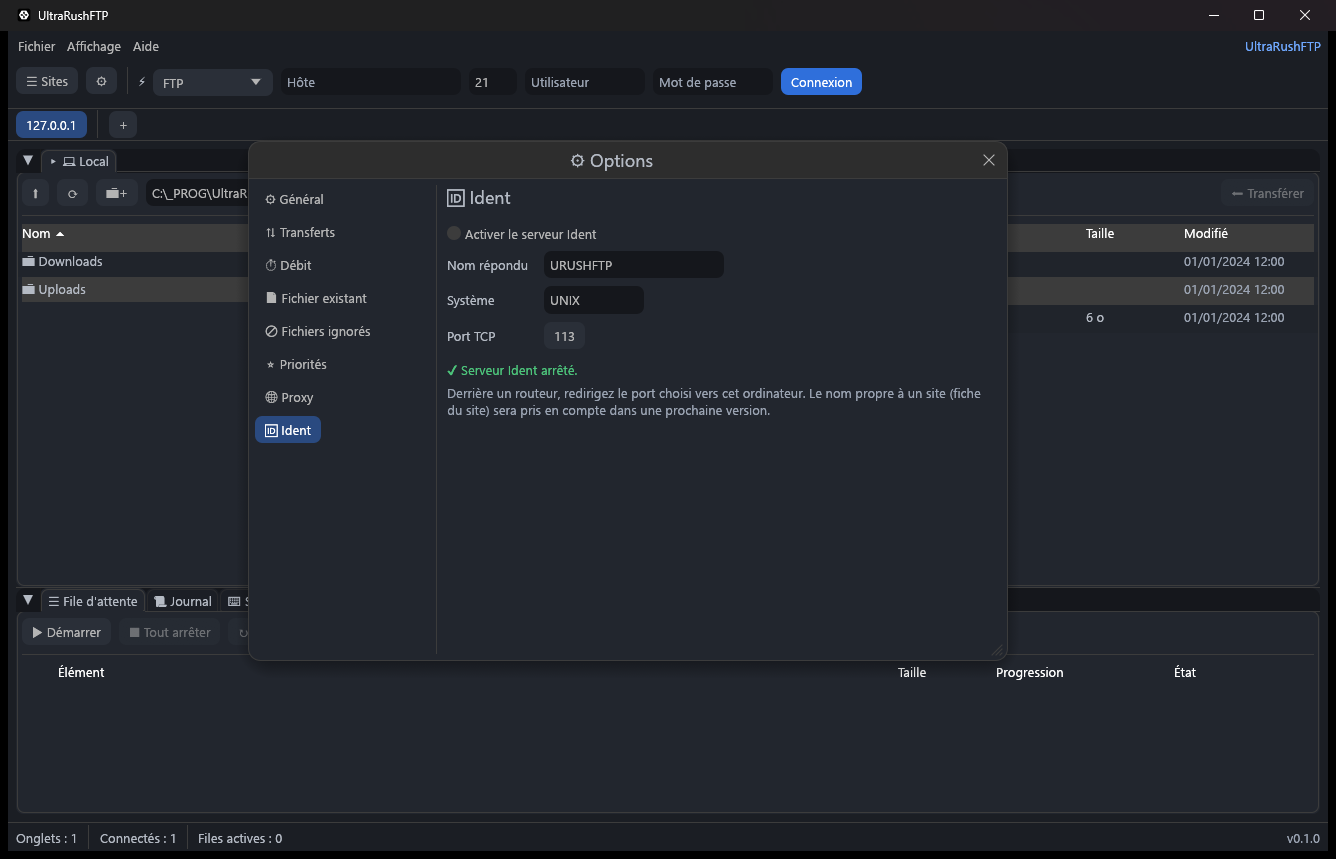 UltraRushFTP
Fichier Affichage Aide UltraRushFTP
Sites FTP Hôte 21 Utilisateur Mot de passe Connexion
127.0.0.1 +
Local
C:\_PROG\UltraR Transférer
Nom Taille Modifié
Downloads 01/01/2024 12:00
Uploads 01/01/2024 12:00
6 o 01/01/2024 12:00
Options
Général
Transferts
Débit
Fichier existant
Fichiers ignorés
Priorités
Proxy
ID Ident
ID Ident
Activer le serveur Ident
Nom répondu URUSHFTP
Système UNIX
Port TCP 113
✓ Serveur Ident arrêté.
Derrière un routeur, redirigez le port choisi vers cet ordinateur. Le nom propre à un site (fiche
du site) sera pris en compte dans une prochaine version.
File d'attente Journal S
Démarrer Tout arrêter
Élément Taille Progression État
Onglets : 1 Connectés : 1 Files actives : 0 v0.1.0